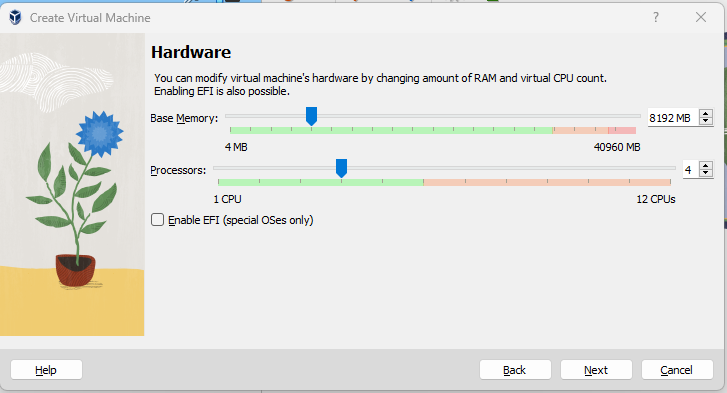 Create Virtual Machine
?
Hardware
You can modify virtual machine's hardware by changing amount of RAM and virtual CPU count.
Enabling EFI is also possible.
Base Memory:
8192 MB
4 MB
40960 MB
Processors:
4
1 CPU
12 CPUs
Enable EFI (special OSes only)
Help
Back
Next
Cancel